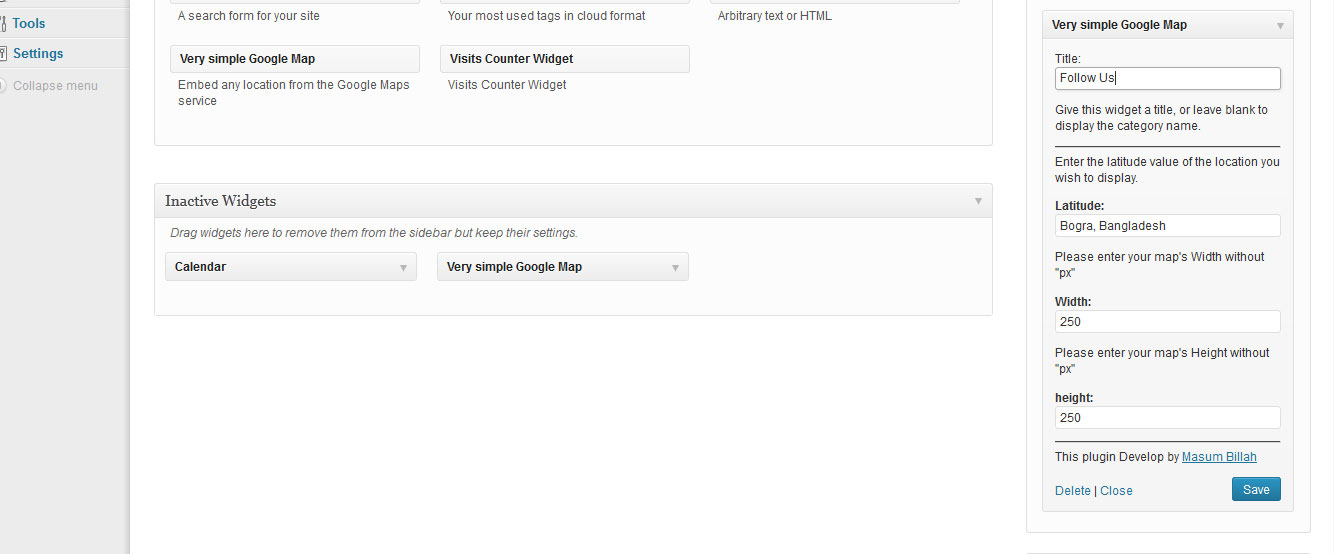 Tools
Settings
Collapse menu
A search form for your site
Your most used tags in cloud format
Arbitrary text or HTML
Very simple Google Map
Visits Counter Widget
Embed any location from the Google Maps
service
Visits Counter Widget
Inactive Widgets
Drag widgets here to remove them from the sidebar but keep their settings.
Calendar
Very simple Google Map
Very simple Google Map
Title:
Follow Us
Give this widget a title, or leave blank to
display the category name.
Enter the latitude value of the location you
wish to display.
Latitude:
Bogra, Bangladesh
Please enter your map's Width without
"px"
Width:
250
Please enter your map's Height without
"px"
height:
250
This plugin Develop by Masum Billah
Delete | Close
Save